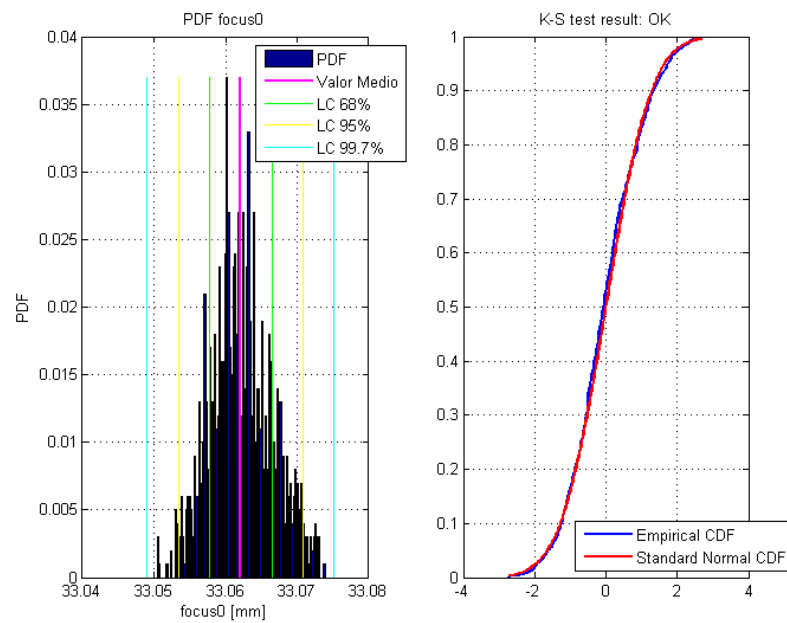 PDF focus0
0.04
0.035
0.03
0.025
0.02
0.015
0.01
0.005
0
PDF
33.04
33.05
33.06
33.07
33.08
focus0 [mm]
PDF
Valor Medio
LC 68%
LC 95%
LC 99.7%
K-S test result: OK
1
0.9
0.8
0.7
0.6
0.5
0.4
0.3
0.2
0.1
0
-4
-2
0
2
4
Empirical CDF
Standard Normal CDF